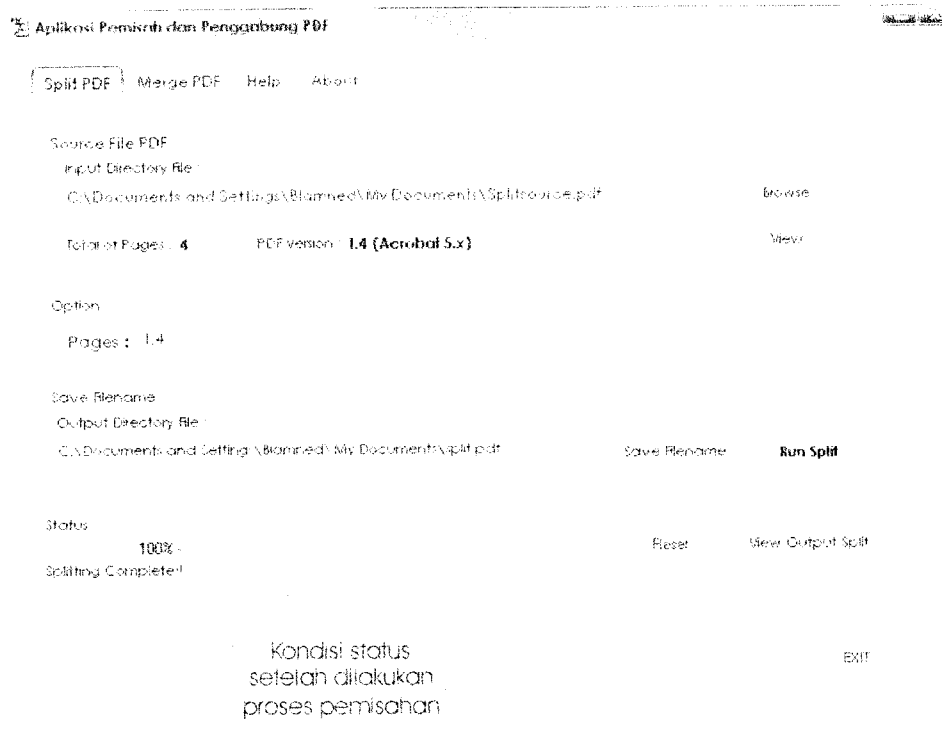 Aplikasi Pemisah dan Penggabung PDF
Split PDF Merge PDF Help About
Source File PDF
Input Directory File :
C:\Documents and Settings\Blamned\My Documents\Splitsource.pdf Browse
Total of Pages : 4 PDF version : 1.4 (Acrobat 5.x) View
Option
Pages : 1,4
Save Filename
Output Directory File :
C:\Documents and Settings\Blamned\My Documents\split.pdf Save Filename Run Split
Status
100% -
Splitting Completed! Reset View Output Split
Kondisi status
setelah dilakukan
proses pemisahan
EXIT